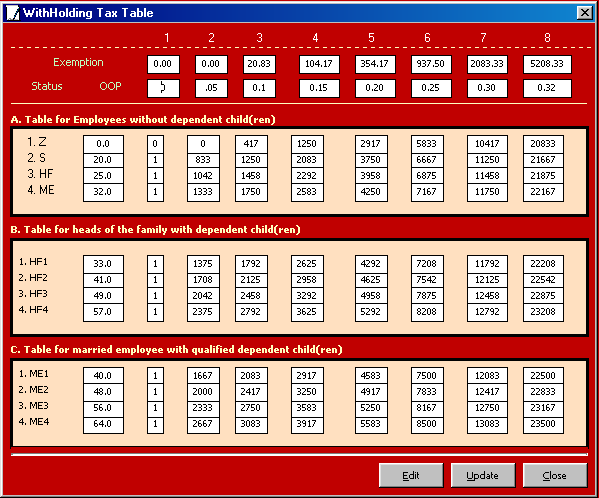 WithHolding Tax Table
1 2 3 4 5 6 7 8
Exemption 0.00 0.00 20.83 104.17 354.17 937.50 2083.33 5208.33
Status OOP .05 0.1 0.15 0.20 0.25 0.30 0.32
A. Table for Employees without dependent child(ren)
1. Z 0.0 0 0 417 1250 2917 5833 10417 20833
2. S 20.0 1 833 1250 2083 3750 6667 11250 21667
3. HF 25.0 1 1042 1458 2292 3958 6875 11458 21875
4. ME 32.0 1 1333 1750 2583 4250 7167 11750 22167
B. Table for heads of the family with dependent child(ren)
1. HF1 33.0 1 1375 1792 2625 4292 7208 11792 22208
2. HF2 41.0 1 1708 2125 2958 4625 7542 12125 22542
3. HF3 49.0 1 2042 2458 3292 4958 7875 12458 22875
4. HF4 57.0 1 2375 2792 3625 5292 8208 12792 23208
C. Table for married employee with qualified dependent child(ren)
1. ME1 40.0 1 1667 2083 2917 4583 7500 12083 22500
2. ME2 48.0 1 2000 2417 3250 4917 7833 12417 22833
3. ME3 56.0 1 2333 2750 3583 5250 8167 12750 23167
4. ME4 64.0 1 2667 3083 3917 5583 8500 13083 23500
Edit Update Close